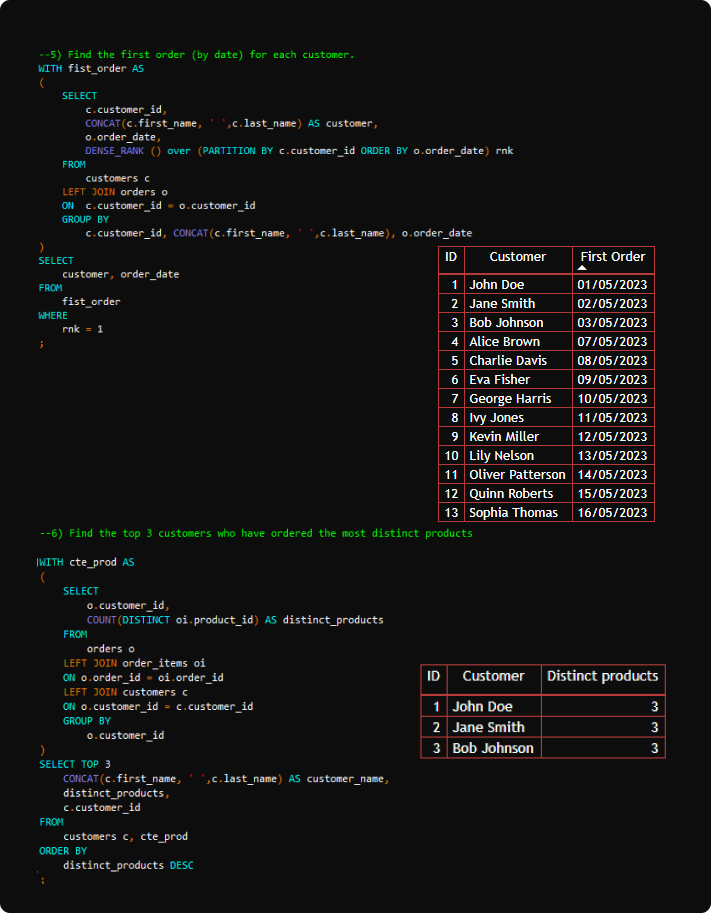 --5) Find the first order (by date) for each customer.
WITH fist_order AS
(
SELECT
c.customer_id,
CONCAT(c.first_name, ' ',c.last_name) AS customer,
o.order_date,
DENSE_RANK () over (PARTITION BY c.customer_id ORDER BY o.order_date) rnk
FROM
customers c
LEFT JOIN orders o
ON c.customer_id = o.customer_id
GROUP BY
c.customer_id, CONCAT(c.first_name, ' ',c.last_name), o.order_date
)
SELECT
customer, order_date
FROM
fist_order
WHERE
rnk = 1
;
ID Customer First Order
1 John Doe 01/05/2023
2 Jane Smith 02/05/2023
3 Bob Johnson 03/05/2023
4 Alice Brown 07/05/2023
5 Charlie Davis 08/05/2023
6 Eva Fisher 09/05/2023
7 George Harris 10/05/2023
8 Ivy Jones 11/05/2023
9 Kevin Miller 12/05/2023
10 Lily Nelson 13/05/2023
11 Oliver Patterson 14/05/2023
12 Quinn Roberts 15/05/2023
13 Sophia Thomas 16/05/2023
--6) Find the top 3 customers who have ordered the most distinct products
WITH cte_prod AS
(
SELECT
o.customer_id,
COUNT(DISTINCT oi.product_id) AS distinct_products
FROM
orders o
LEFT JOIN order_items oi
ON o.order_id = oi.order_id
LEFT JOIN customers c
ON o.customer_id = c.customer_id
GROUP BY
o.customer_id
)
SELECT TOP 3
CONCAT(c.first_name, ' ',c.last_name) AS customer_name,
distinct_products,
c.customer_id
FROM
customers c, cte_prod
ORDER BY
distinct_products DESC
;
ID Customer Distinct products
1 John Doe 3
2 Jane Smith 3
3 Bob Johnson 3